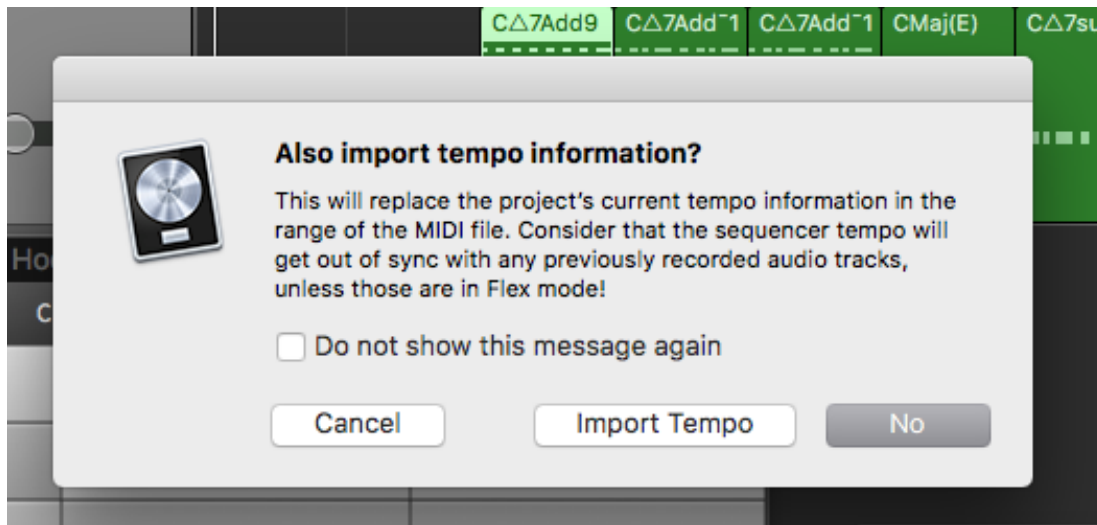 C△7Add9 C△7Add˜1 C△7Add˜1 CMaj(E) C△7su
Also import tempo information?
This will replace the project's current tempo information in the
range of the MIDI file. Consider that the sequencer tempo will
get out of sync with any previously recorded audio tracks,
unless those are in Flex mode!
Ho
C
Do not show this message again
Cancel Import Tempo No